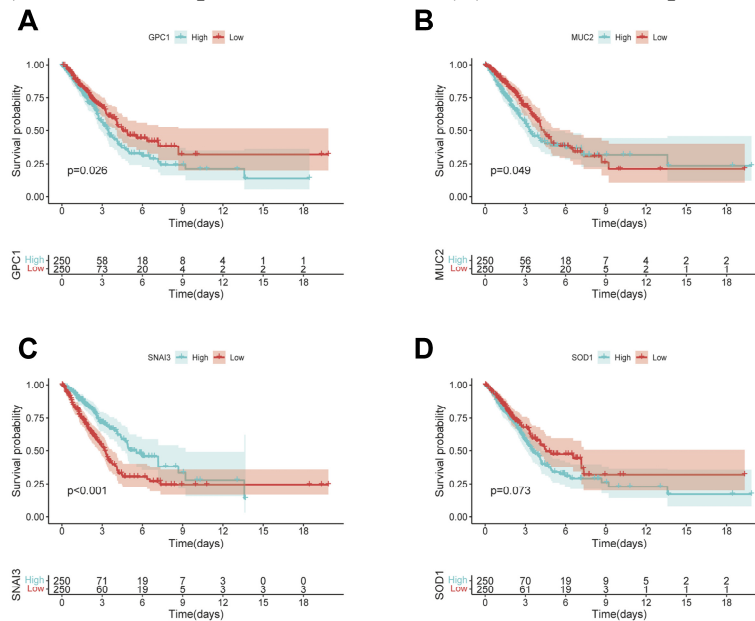 A
GPC1 High Low
Survival probability
1.00
0.75
0.50
0.25
0.00
p=0.026
0 3 6 9 12 15 18
Time(days)
GPC1
High 250 58 18 8 4 1 1
Low 250 73 20 4 2 2 2
0 3 6 9 12 15 18
Time(days)
B
MUC2 High Low
Survival probability
1.00
0.75
0.50
0.25
0.00
p=0.049
0 3 6 9 12 15 18
Time(days)
MUC2
High 250 56 18 7 4 2 2
Low 250 75 20 5 2 1 1
0 3 6 9 12 15 18
Time(days)
C
SNAI3 High Low
Survival probability
1.00
0.75
0.50
0.25
0.00
p<0.001
0 3 6 9 12 15 18
Time(days)
SNAI3
High 250 71 19 7 3 0 0
Low 250 60 19 5 3 3 3
0 3 6 9 12 15 18
Time(days)
D
SOD1 High Low
Survival probability
1.00
0.75
0.50
0.25
0.00
p=0.073
0 3 6 9 12 15 18
Time(days)
SOD1
High 250 70 19 9 5 2 2
Low 250 61 19 3 1 1 1
0 3 6 9 12 15 18
Time(days)